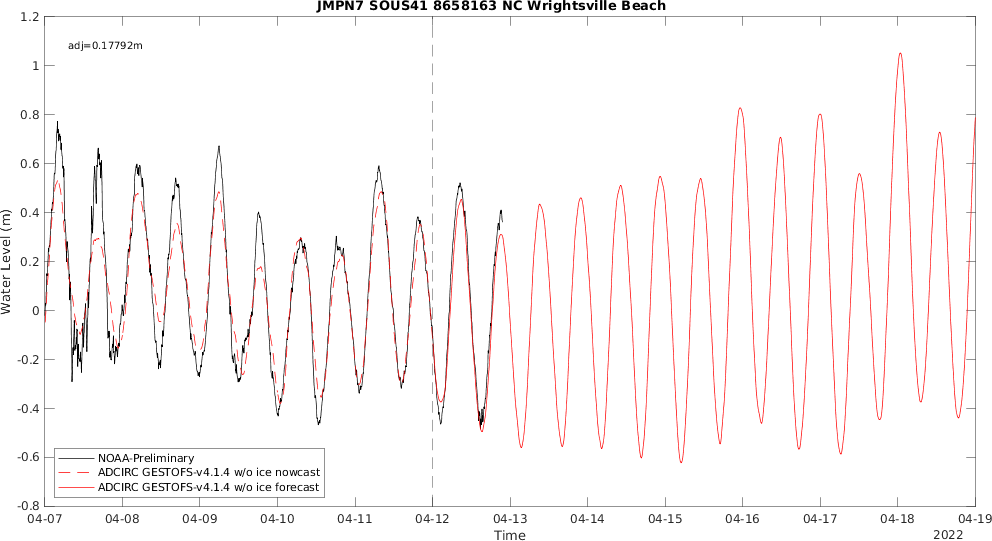 JMPN7 SOUS41 8658163 NC Wrightsville Beach
adj=0.17792m
1.2
1
0.8
0.6
0.4
0.2
0
-0.2
-0.4
-0.6
-0.8
Water Level (m)
NOAA-Preliminary
ADCIRC GESTOFS-v4.1.4 w/o ice nowcast
ADCIRC GESTOFS-v4.1.4 w/o ice forecast
04-07 04-08 04-09 04-10 04-11 04-12 04-13 04-14 04-15 04-16 04-17 04-18 04-19
Time
2022